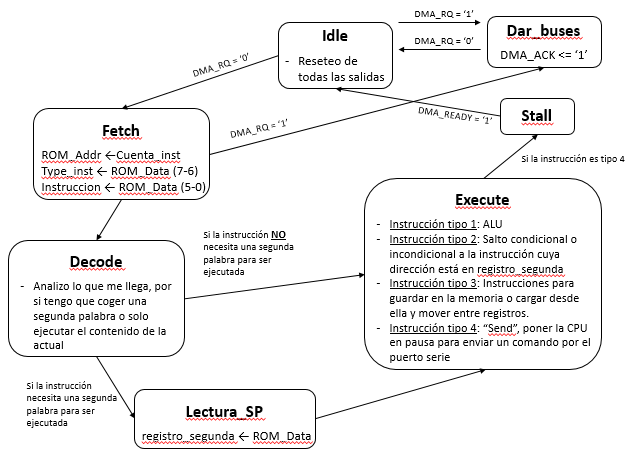 DMA_RQ = ‘1’
Idle
Dar_buses
DMA_RQ = ‘0’
DMA_ACK <= ‘1’
- Reseteo de
todas las salidas
DMA_RQ = ‘0’
DMA_READY = ‘1’
Stall
Fetch
DMA_RQ = ‘1’
ROM_Addr ←Cuenta_inst
Type_inst ← ROM_Data (7-6)
Instruccion ← ROM_Data (5-0)
Si la instrucción es tipo 4
Execute
- Instrucción tipo 1: ALU
- Instrucción tipo 2: Salto condicional o
incondicional a la instrucción cuya
dirección está en registro_segunda
- Instrucción tipo 3: Instrucciones para
guardar en la memoria o cargar desde
ella y mover entre registros.
- Instrucción tipo 4: “Send”, poner la CPU
en pausa para enviar un comando por el
puerto serie
Si la instrucción NO
necesita una segunda
palabra para ser
ejecutada
Decode
- Analizo lo que me llega, por
si tengo que coger una
segunda palabra o solo
ejecutar el contenido de la
actual
Si la instrucción
necesita una segunda
palabra para ser
ejecutada
Lectura_SP
registro_segunda ← ROM_Data